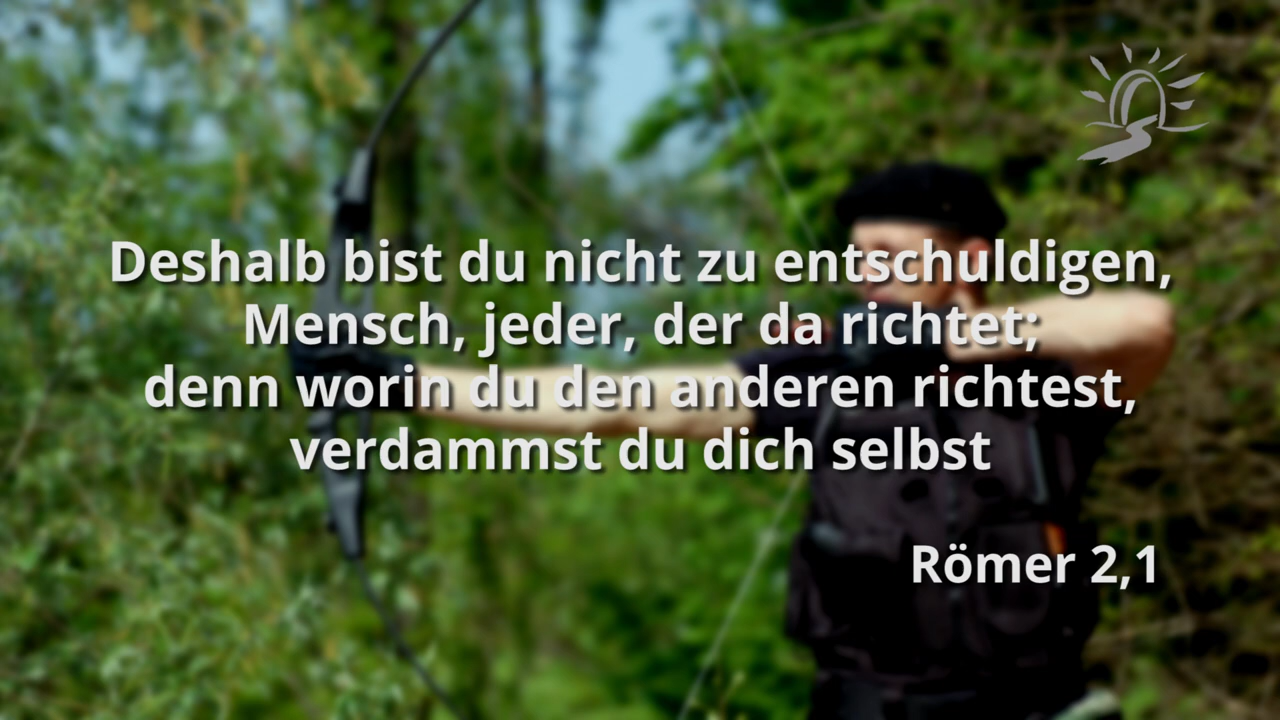 Deshalb bist du nicht zu entschuldigen,
Mensch, jeder, der da richtet;
denn worin du den anderen richtest,
verdammst du dich selbst
Römer 2,1